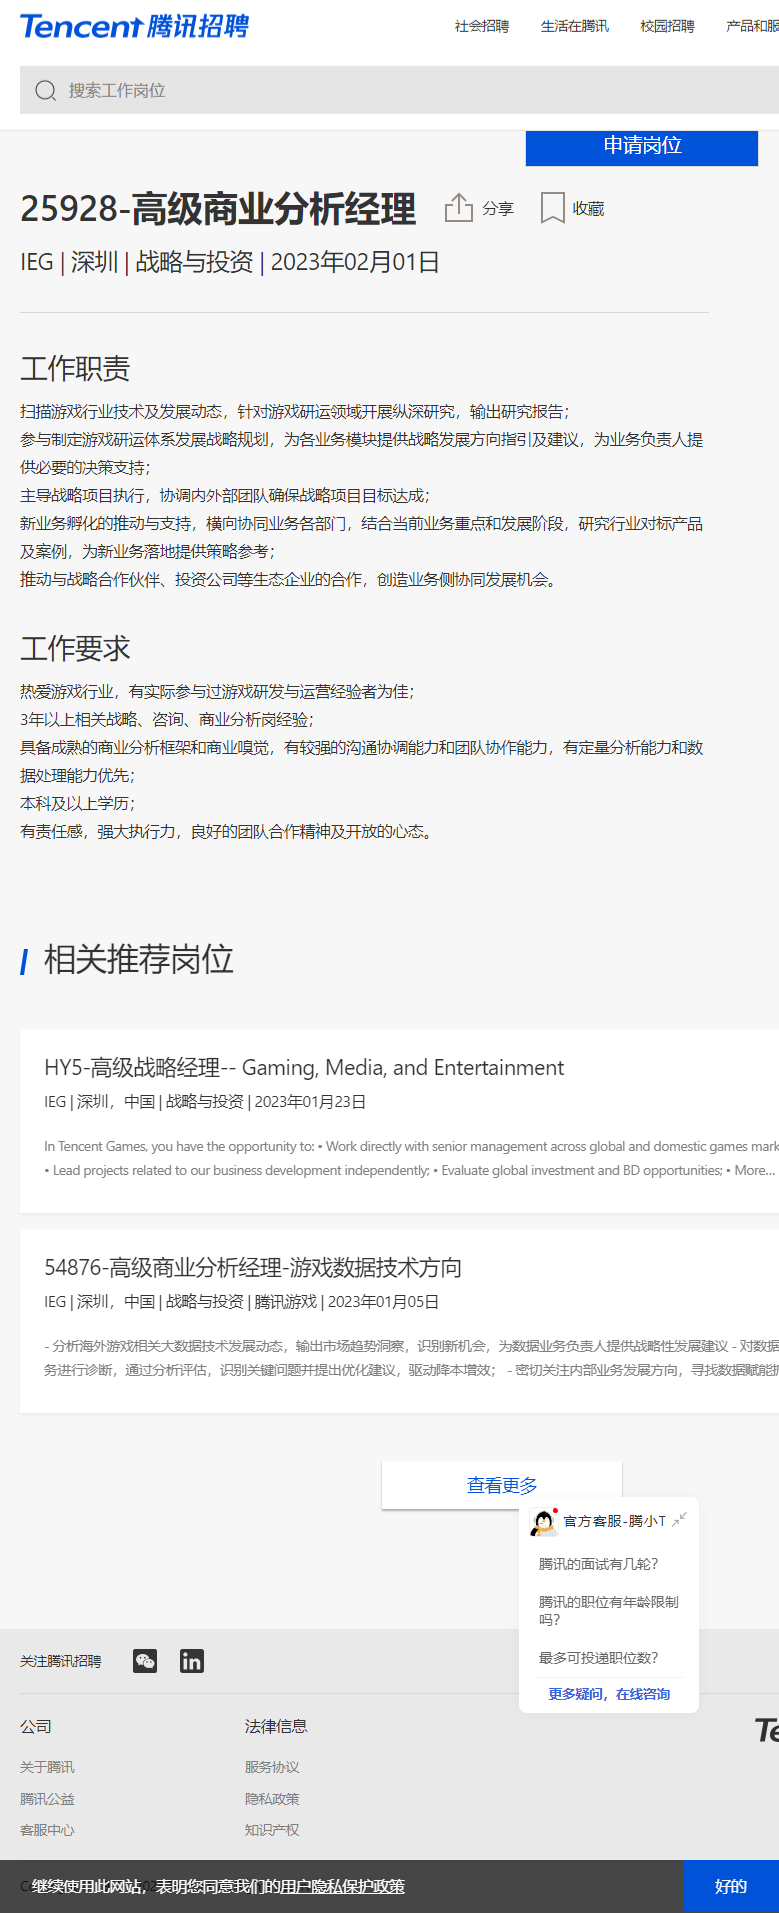 Tencent 腾讯招聘
社会招聘 生活在腾讯 校园招聘 产品和服
搜索工作岗位
申请岗位
25928-高级商业分析经理 分享 收藏
IEG | 深圳 | 战略与投资 | 2023年02月01日
工作职责
扫描游戏行业技术及发展动态，针对游戏研运领域开展纵深研究，输出研究报告；
参与制定游戏研运体系发展战略规划，为各业务模块提供战略发展方向指引及建议，为业务负责人提
供必要的决策支持；
主导战略项目执行，协调内外部团队确保战略项目目标达成；
新业务孵化的推动与支持，横向协同业务各部门，结合当前业务重点和发展阶段，研究行业对标产品
及案例，为新业务落地提供策略参考；
推动与战略合作伙伴、投资公司等生态企业的合作，创造业务侧协同发展机会。
工作要求
热爱游戏行业，有实际参与过游戏研发与运营经验者为佳；
3年以上相关战略、咨询、商业分析岗经验；
具备成熟的商业分析框架和商业嗅觉，有较强的沟通协调能力和团队协作能力，有定量分析能力和数
据处理能力优先；
本科及以上学历；
有责任感，强大执行力，良好的团队合作精神及开放的心态。
相关推荐岗位
HY5-高级战略经理-- Gaming, Media, and Entertainment
IEG | 深圳，中国 | 战略与投资 | 2023年01月23日
In Tencent Games, you have the opportunity to: • Work directly with senior management across global and domestic games mark
• Lead projects related to our business development independently; • Evaluate global investment and BD opportunities; • More...
54876-高级商业分析经理-游戏数据技术方向
IEG | 深圳，中国 | 战略与投资 | 腾讯游戏 | 2023年01月05日
- 分析海外游戏相关大数据技术发展动态，输出市场趋势洞察，识别新机会，为数据业务负责人提供战略性发展建议 - 对数据
务进行诊断，通过分析评估，识别关键问题并提出优化建议，驱动降本增效； - 密切关注内部业务发展方向，寻找数据赋能
查看更多
官方客服-腾小T
腾讯的面试有几轮？
腾讯的职位有年龄限制
吗？
最多可投递职位数？
更多疑问，在线咨询
关注腾讯招聘
公司 法律信息
关于腾讯 服务协议
腾讯公益 隐私政策
客服中心 知识产权
继续使用此网站，表明您同意我们的用户隐私保护政策 好的